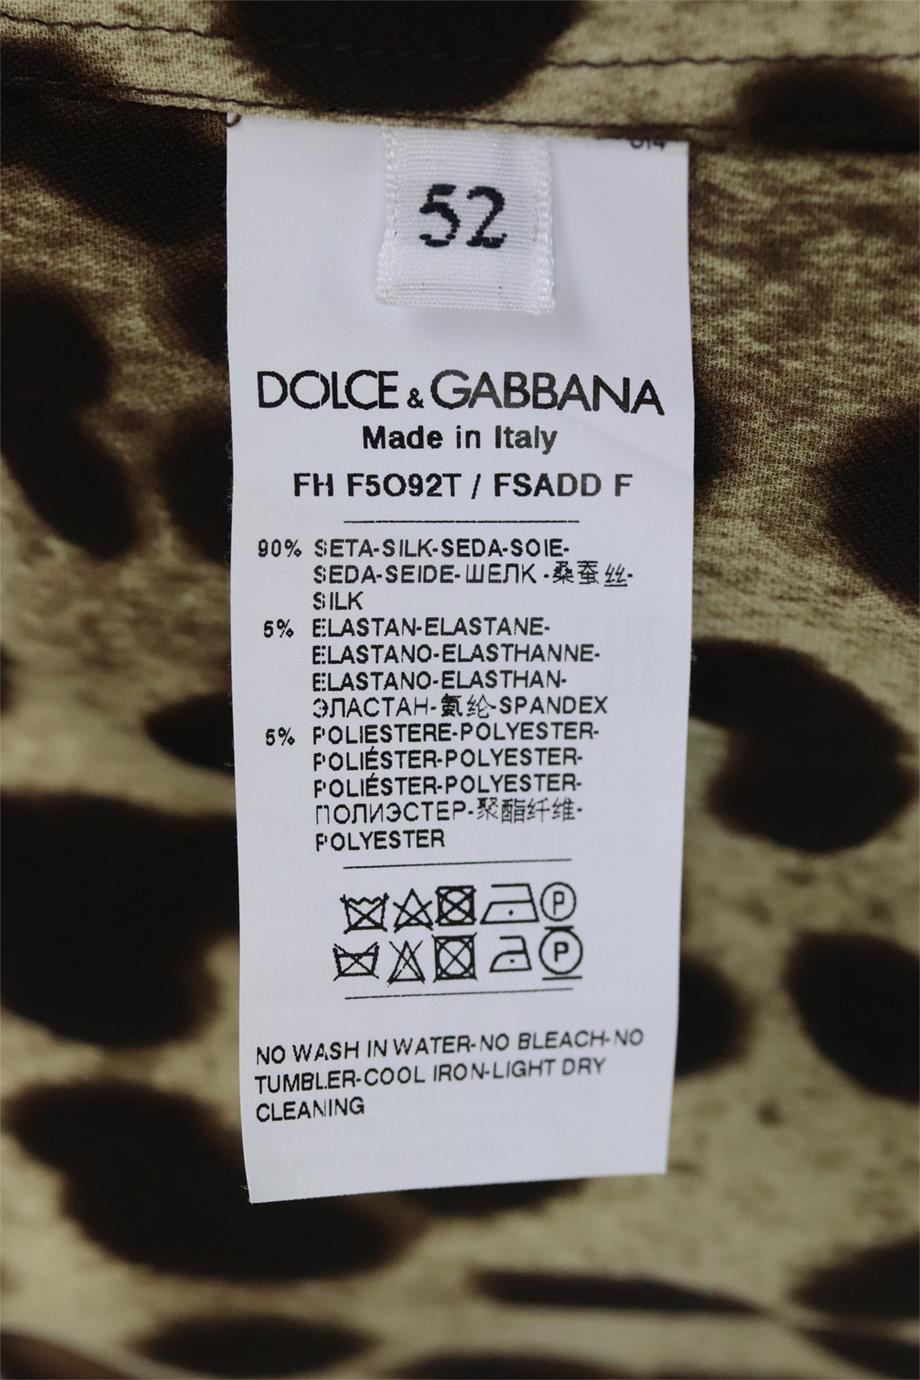 014
52
DOLCE & GABBANA
Made in Italy
FH F5O92T / FSADD F
90% SETA-SILK-SEDA-SOIE-
SEDA-SEIDE-ШЕЛК -桑蚕丝-
SILK
5% ELASTAN-ELASTANE-
ELASTANO-ELASTHANNE-
ELASTANO-ELASTHAN-
ЭЛАСТАН-氨纶-SPANDEX
5% POLIESTERE-POLYESTER-
POLIÉSTER-POLYESTER-
POLIÉSTER-POLYESTER-
ПОЛИЭСТЕР-聚酯纤维-
POLYESTER
P
P
NO WASH IN WATER-NO BLEACH-NO
TUMBLER-COOL IRON-LIGHT DRY
CLEANING